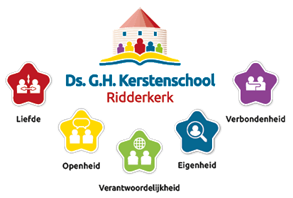 Ds. G.H. Kerstenschool
Ridderkerk
Liefde
Openheid
Verantwoordelijkheid
Eigenheid
Verbondenheid